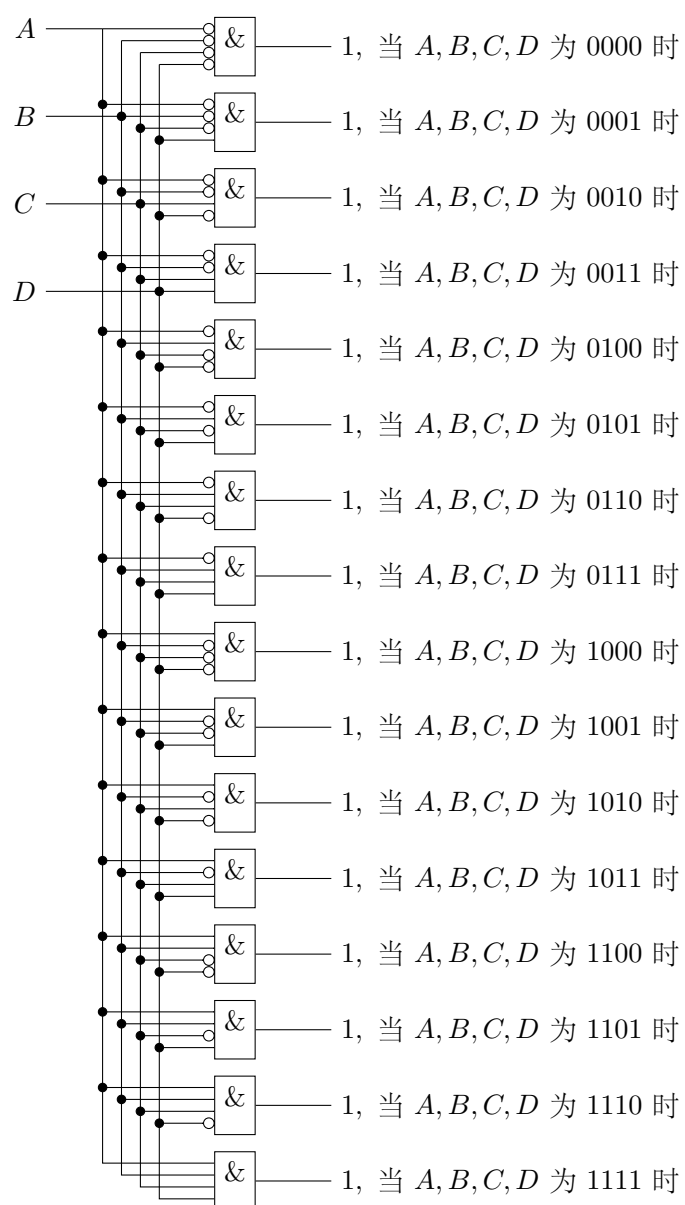 A & 1, 当 A, B, C, D 为 0000 时
B & 1, 当 A, B, C, D 为 0001 时
C & 1, 当 A, B, C, D 为 0010 时
D & 1, 当 A, B, C, D 为 0011 时
& 1, 当 A, B, C, D 为 0100 时
& 1, 当 A, B, C, D 为 0101 时
& 1, 当 A, B, C, D 为 0110 时
& 1, 当 A, B, C, D 为 0111 时
& 1, 当 A, B, C, D 为 1000 时
& 1, 当 A, B, C, D 为 1001 时
& 1, 当 A, B, C, D 为 1010 时
& 1, 当 A, B, C, D 为 1011 时
& 1, 当 A, B, C, D 为 1100 时
& 1, 当 A, B, C, D 为 1101 时
& 1, 当 A, B, C, D 为 1110 时
& 1, 当 A, B, C, D 为 1111 时